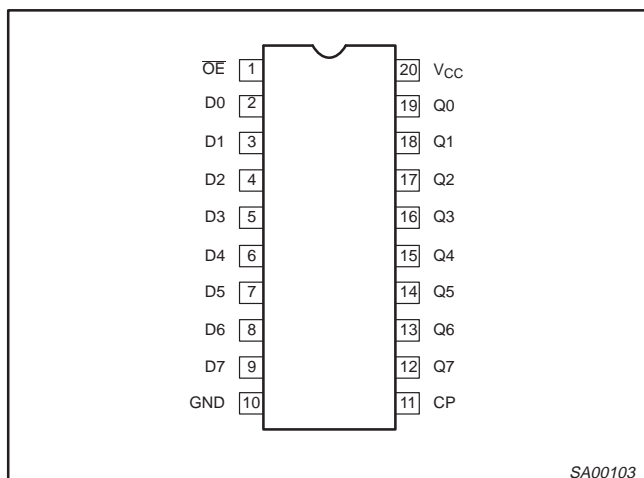 O̅E̅ 1 20 VCC
D0 2 19 Q0
D1 3 18 Q1
D2 4 17 Q2
D3 5 16 Q3
D4 6 15 Q4
D5 7 14 Q5
D6 8 13 Q6
D7 9 12 Q7
GND 10 11 CP
SA00103